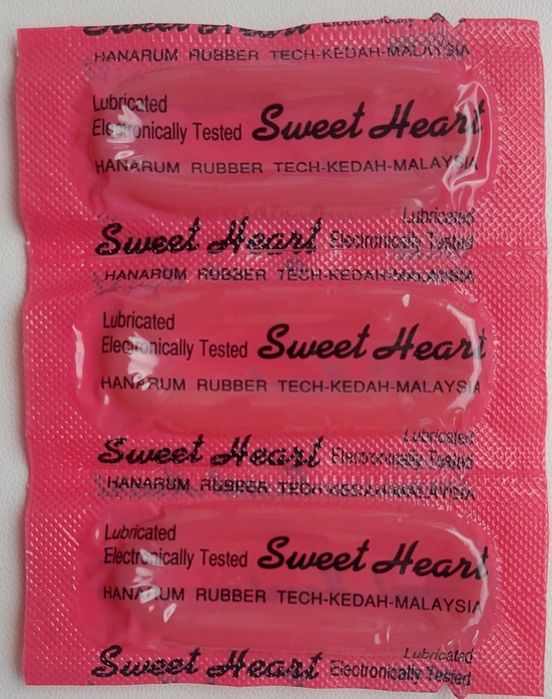 Sweet Heart Electronically
HANARUM RUBBER TECH-KEDAH-MALAYSIA
Lubricated
Electronically Tested Sweet Heart
HANARUM RUBBER TECH-KEDAH-MALAYSIA
Lubricated
Sweet Heart Electronically Tested
HANARUM RUBBER TECH-KEDAH-MALAYSIA
Lubricated
Electronically Tested Sweet Heart
HANARUM RUBBER TECH-KEDAH-MALAYSIA
Lubricated
Sweet Heart Electronically Tested
HANARUM RUBBER TECH-KEDAH-MALAYSIA
Lubricated
Electronically Tested Sweet Heart
HANARUM RUBBER TECH-KEDAH-MALAYSIA
Lubricated
Sweet Heart Electronically Tested